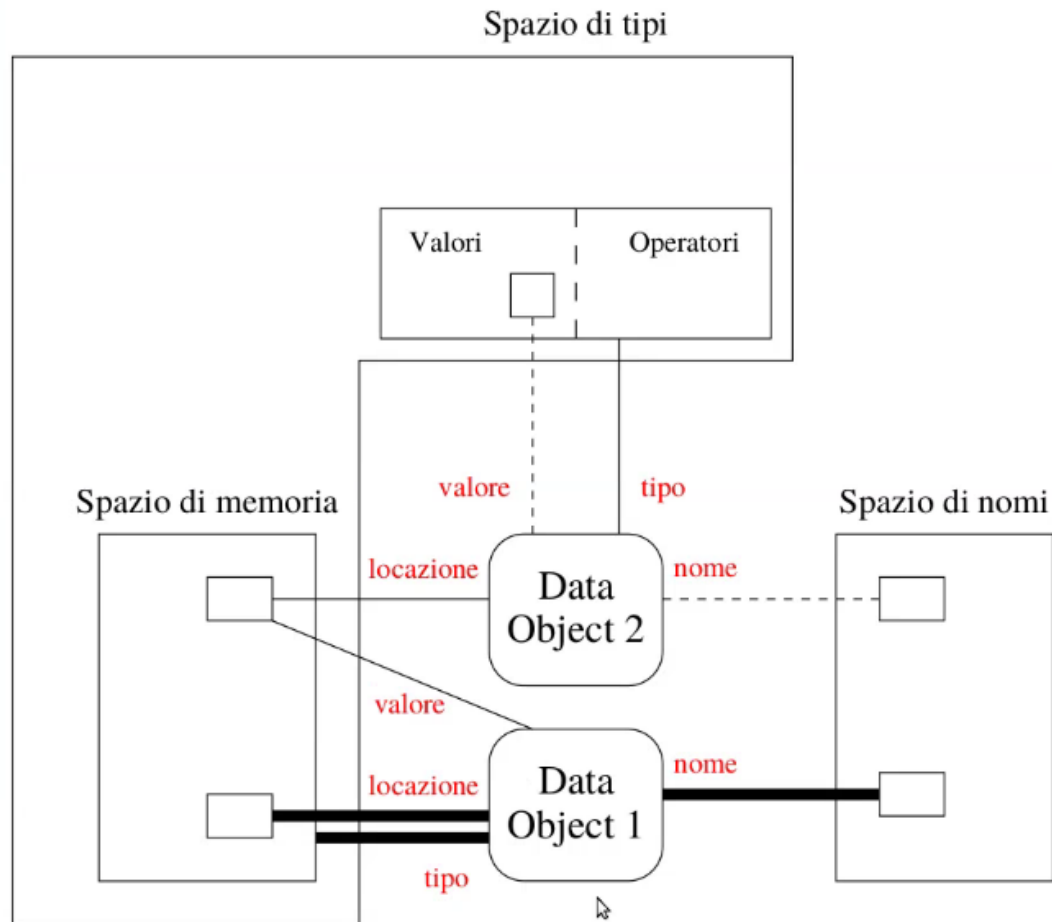 Spazio di tipi
Valori
Operatori
valore
tipo
Spazio di memoria
Spazio di nomi
locazione
nome
Data
Object 2
valore
locazione
nome
Data
Object 1
tipo